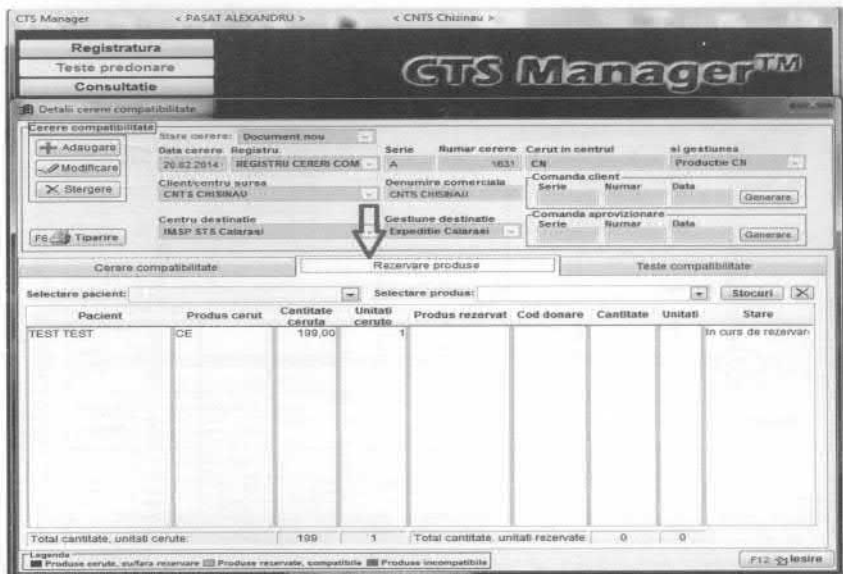 CTS Manager < PASAT ALEXANDRU > < CNTS Chisinau >
Registratura
Teste predonare
Consultatie
CTS Manager™
Detalii cerere compatibilitate
Cerere compatibilitate
Stare cerere: Document nou
Adaugare
Modificare
Stergere
F6 Tiparire
Data cerere Registru. Serie Numar cerere Cerut in centrul si gestiunea
20.02.2014 REGISTRU CERERI COM A 1631 CN Productie CN
Client/centru sursa Denumire comerciala
CNTS CHISINAU CNTS CHISINAU
Comanda client
Serie Numar Data
Generare
Centru destinatie Gestiune destinatie
IMSP STS Calarasi Expeditie Calarasi
Comanda aprovizionare
Serie Numar Data
Generare
Cerere compatibilitate Rezervare produse Teste compatibilitate
Selectare pacient: Selectare produs: Stocuri
Pacient Produs cerut Cantitate ceruta Unitati cerute Produs rezervat Cod donare Cantitate Unitati Stare
TEST TEST CE 199,00 1 In curs de rezervar
Total cantitate, unitati cerute: 199 1 Total cantitate, unitati rezervate 0 0
Legenda
Produse cerute, cu/fara rezervare Produse rezervate, compatibile Produse incompatibile
F12 Iesire